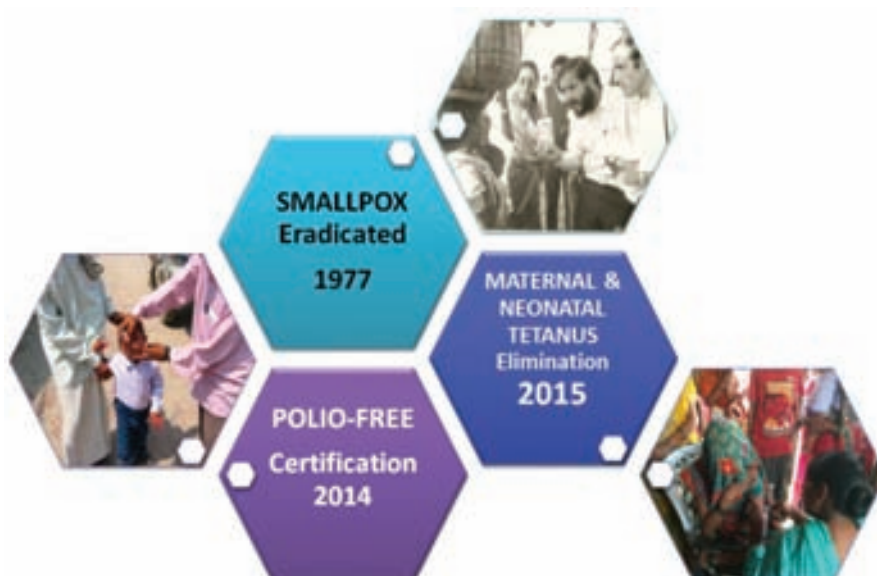 SMALLPOX
Eradicated
1977
MATERNAL &
NEONATAL
TETANUS
Elimination
2015
POLIO-FREE
Certification
2014